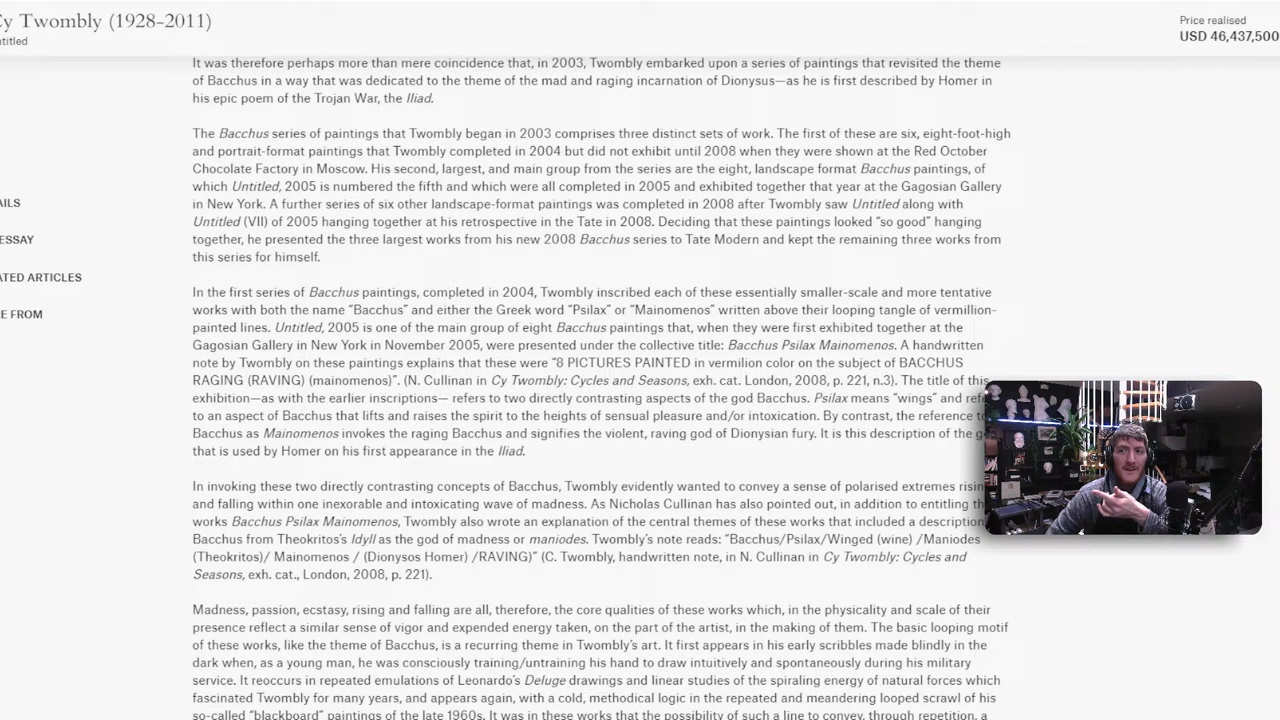 Cy Twombly (1928–2011)
ntitled
Price realised
USD 46,437,500
It was therefore perhaps more than mere coincidence that, in 2003, Twombly embarked upon a series of paintings that revisited the theme
of Bacchus in a way that was dedicated to the theme of the mad and raging incarnation of Dionysus—as he is first described by Homer in
his epic poem of the Trojan War, the Iliad.
The Bacchus series of paintings that Twombly began in 2003 comprises three distinct sets of work. The first of these are six, eight-foot-high
and portrait-format paintings that Twombly completed in 2004 but did not exhibit until 2008 when they were shown at the Red October
Chocolate Factory in Moscow. His second, largest, and main group from the series are the eight, landscape format Bacchus paintings, of
which Untitled, 2005 is numbered the fifth and which were all completed in 2005 and exhibited together that year at the Gagosian Gallery
in New York. A further series of six other landscape-format paintings was completed in 2008 after Twombly saw Untitled along with
Untitled (VII) of 2005 hanging together at his retrospective in the Tate in 2008. Deciding that these paintings looked “so good” hanging
together, he presented the three largest works from his new 2008 Bacchus series to Tate Modern and kept the remaining three works from
this series for himself.
AILS
ESSAY
ATED ARTICLES
E FROM
In the first series of Bacchus paintings, completed in 2004, Twombly inscribed each of these essentially smaller-scale and more tentative
works with both the name “Bacchus” and either the Greek word “Psilax” or “Mainomenos” written above their looping tangle of vermillion-
painted lines. Untitled, 2005 is one of the main group of eight Bacchus paintings that, when they were first exhibited together at the
Gagosian Gallery in New York in November 2005, were presented under the collective title: Bacchus Psilax Mainomenos. A handwritten
note by Twombly on these paintings explains that these were “8 PICTURES PAINTED in vermilion color on the subject of BACCHUS
RAGING (RAVING) (mainomenos)”. (N. Cullinan in Cy Twombly: Cycles and Seasons, exh. cat. London, 2008, p. 221, n.3). The title of this
exhibition—as with the earlier inscriptions— refers to two directly contrasting aspects of the god Bacchus. Psilax means “wings” and refe
to an aspect of Bacchus that lifts and raises the spirit to the heights of sensual pleasure and/or intoxication. By contrast, the reference to
Bacchus as Mainomenos invokes the raging Bacchus and signifies the violent, raving god of Dionysian fury. It is this description of the g
that is used by Homer on his first appearance in the Iliad.
In invoking these two directly contrasting concepts of Bacchus, Twombly evidently wanted to convey a sense of polarised extremes risin
and falling within one inexorable and intoxicating wave of madness. As Nicholas Cullinan has also pointed out, in addition to entitling th
works Bacchus Psilax Mainomenos, Twombly also wrote an explanation of the central themes of these works that included a description
Bacchus from Theokritos’s Idyll as the god of madness or maniodes. Twombly’s note reads: “Bacchus/Psilax/Winged (wine) /Maniodes
(Theokritos)/ Mainomenos / (Dionysos Homer) /RAVING)” (C. Twombly, handwritten note, in N. Cullinan in Cy Twombly: Cycles and
Seasons, exh. cat., London, 2008, p. 221).
Madness, passion, ecstasy, rising and falling are all, therefore, the core qualities of these works which, in the physicality and scale of their
presence reflect a similar sense of vigor and expended energy taken, on the part of the artist, in the making of them. The basic looping motif
of these works, like the theme of Bacchus, is a recurring theme in Twombly’s art. It first appears in his early scribbles made blindly in the
dark when, as a young man, he was consciously training/untraining his hand to draw intuitively and spontaneously during his military
service. It reoccurs in repeated emulations of Leonardo’s Deluge drawings and linear studies of the spiraling energy of natural forces which
fascinated Twombly for many years, and appears again, with a cold, methodical logic in the repeated and meandering looped scrawl of his
so-called “blackboard” paintings of the late 1960s. It was in these works that the possibility of such a line to convey, through repetition, a